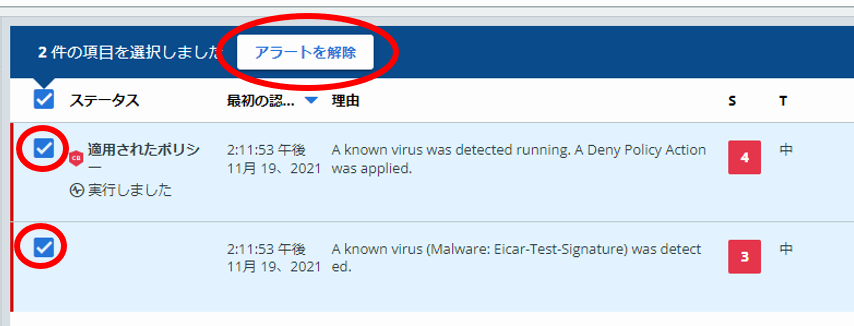 2 件の項目を選択しました アラートを解除
ステータス 最初の認... 理由 S T
適用されたポリシ
ー
CB
実行しました
2:11:53 午後
11月 19、2021
A known virus was detected running. A Deny Policy Action
was applied.
4
中
2:11:53 午後
11月 19、2021
A known virus (Malware: Eicar-Test-Signature) was detect
ed.
3
中